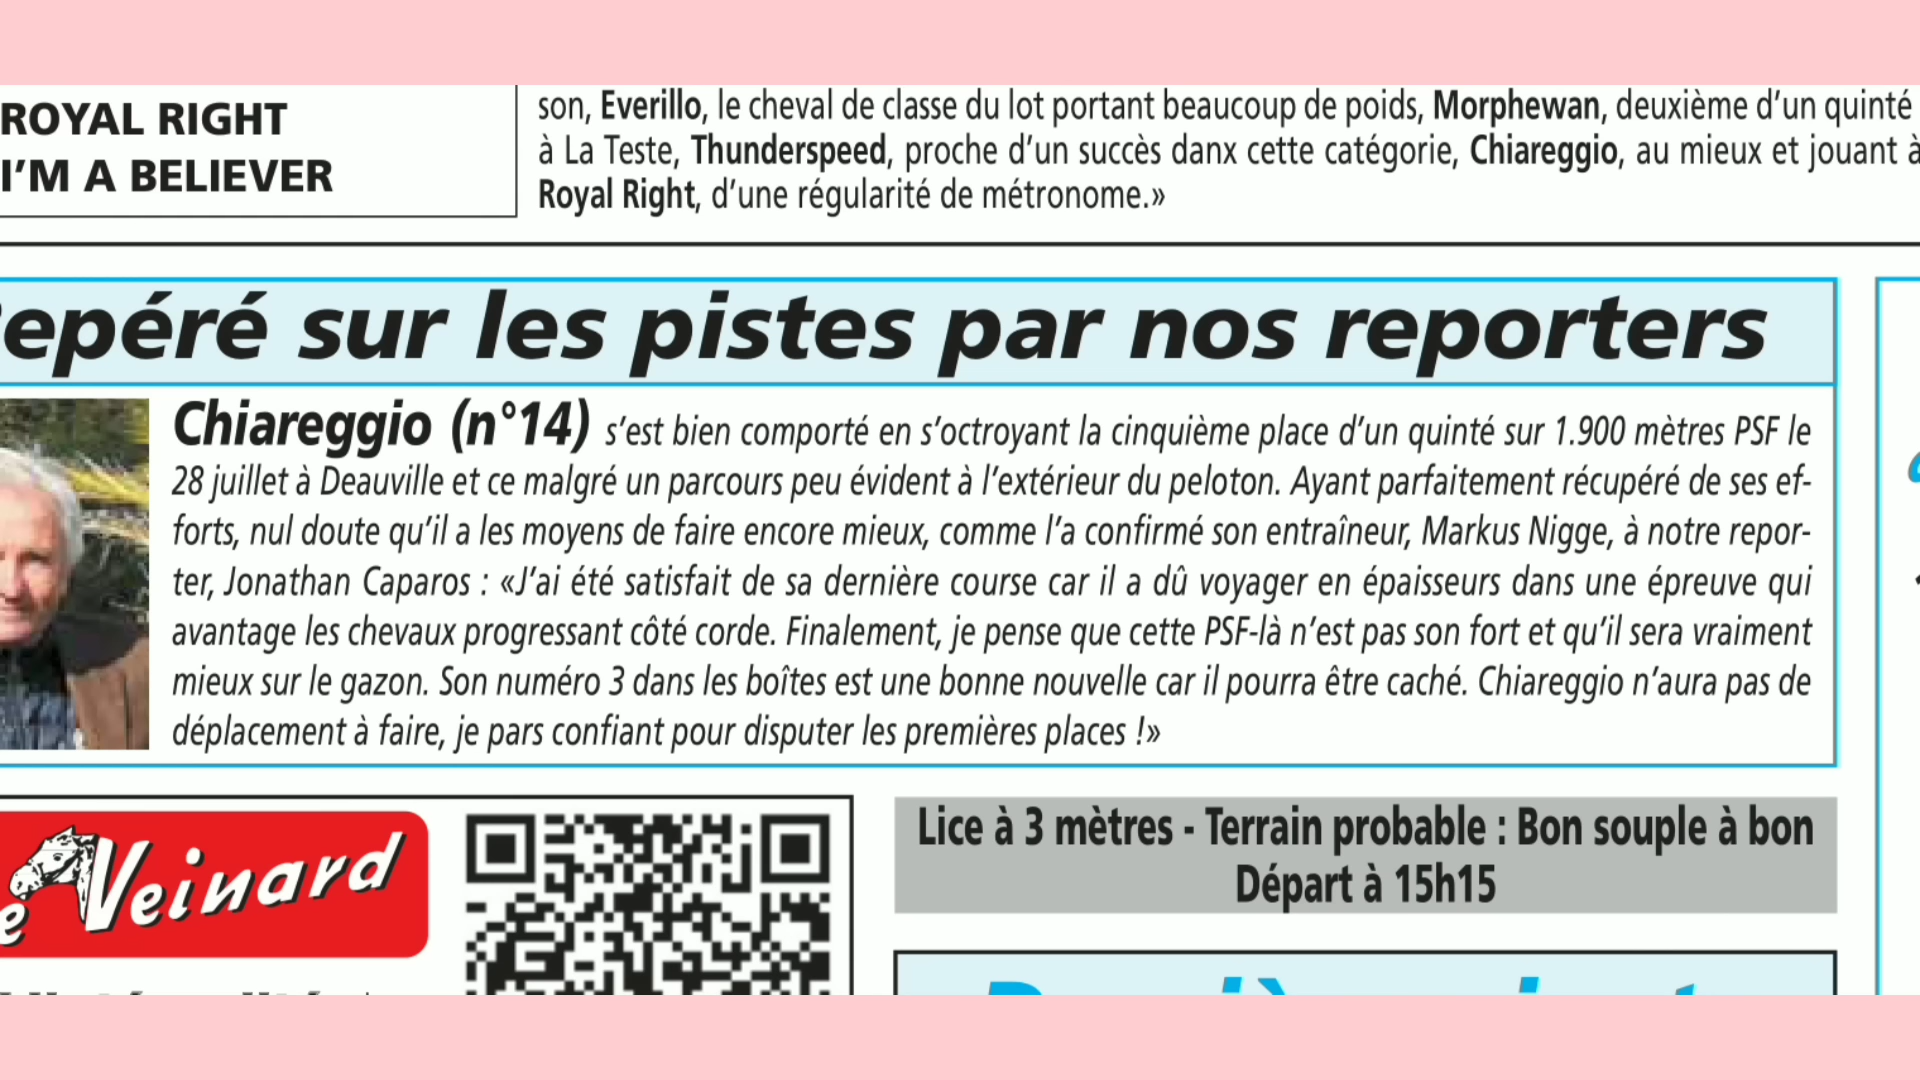 ROYAL RIGHT
I'M A BELIEVER
son, Everillo, le cheval de classe du lot portant beaucoup de poids, Morphewan, deuxième d'un quinté
à La Teste, Thunderspeed, proche d'un succès danx cette catégorie, Chiareggio, au mieux et jouant à
Royal Right, d'une régularité de métronome.»
epéré sur les pistes par nos reporters
Chiareggio (n°14) s'est bien comporté en s'octroyant la cinquième place d'un quinté sur 1.900 mètres PSF le
28 juillet à Deauville et ce malgré un parcours peu évident à l'extérieur du peloton. Ayant parfaitement récupéré de ses ef-
forts, nul doute qu'il a les moyens de faire encore mieux, comme l'a confirmé son entraîneur, Markus Nigge, à notre repor-
ter, Jonathan Caparos : «J'ai été satisfait de sa dernière course car il a dû voyager en épaisseurs dans une épreuve qui
avantage les chevaux progressant côté corde. Finalement, je pense que cette PSF-là n'est pas son fort et qu'il sera vraiment
mieux sur le gazon. Son numéro 3 dans les boîtes est une bonne nouvelle car il pourra être caché. Chiareggio n'aura pas de
déplacement à faire, je pars confiant pour disputer les premières places !»
e Veinard
Lice à 3 mètres - Terrain probable : Bon souple à bon
Départ à 15h15